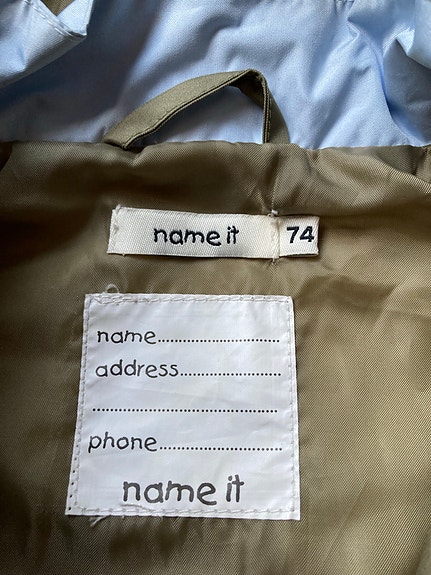 name it 74
name..............................
address.........................
..............................................
phone..............................
name it